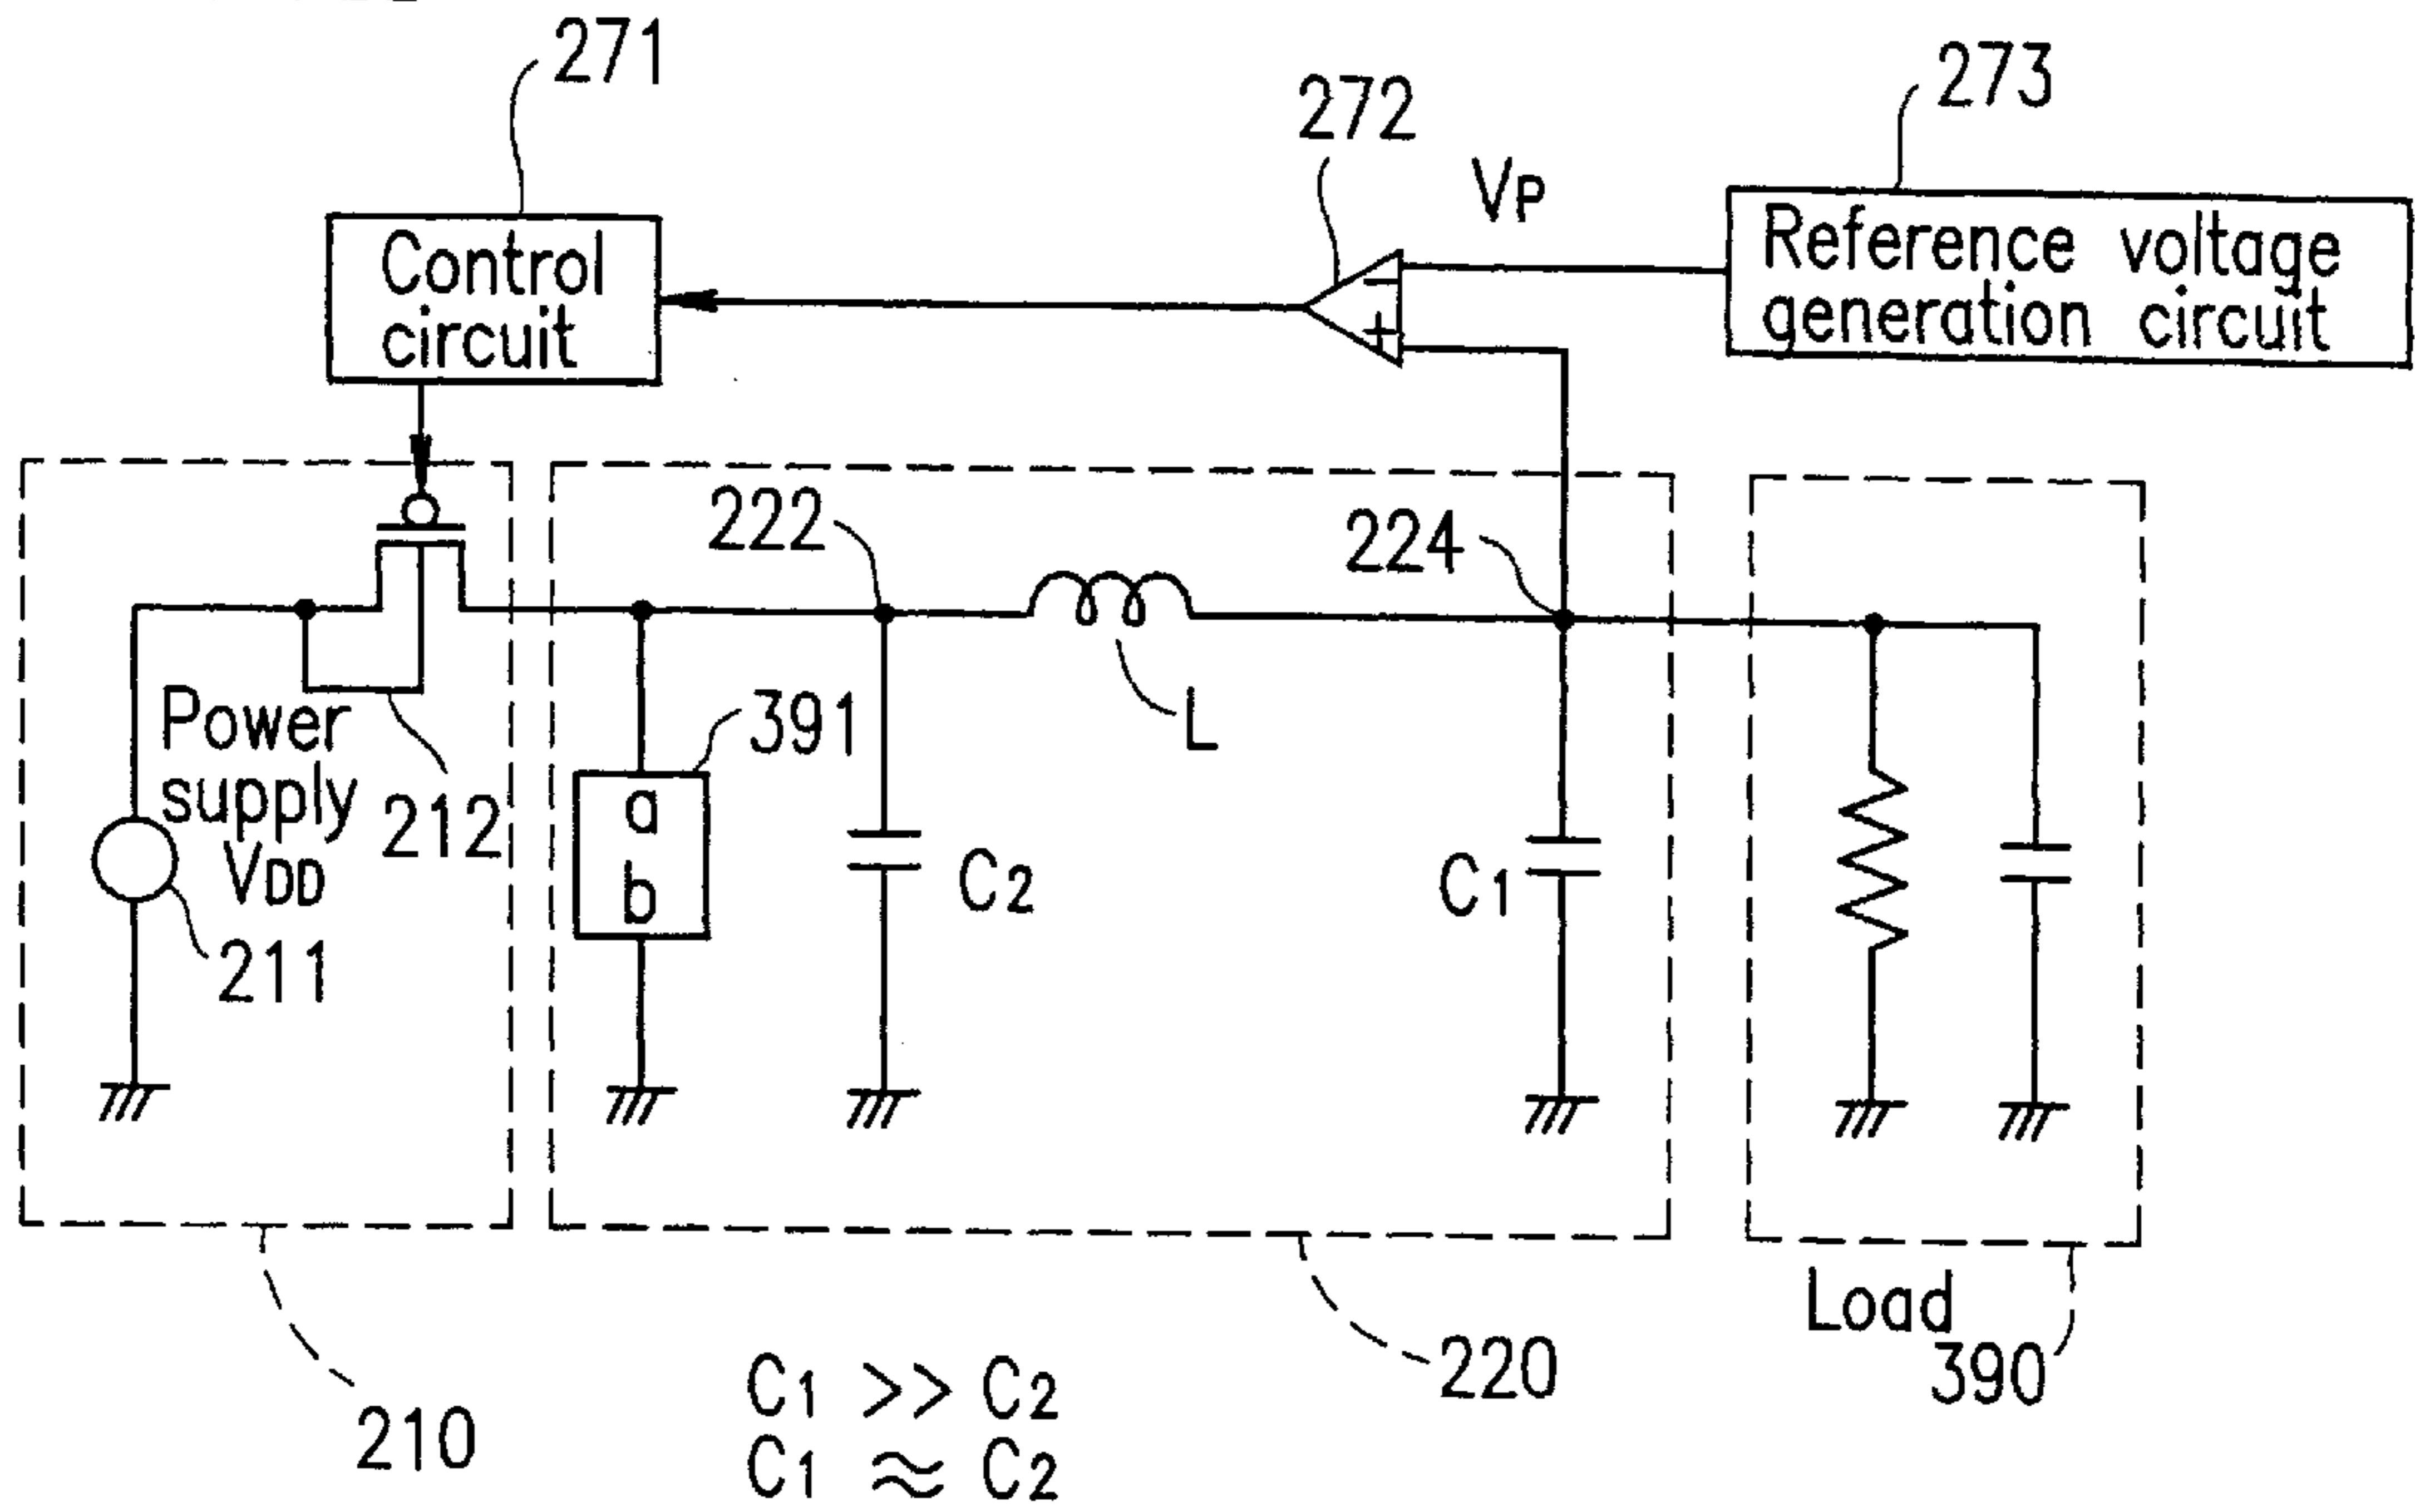 271
272
273
VP
Control
circuit
Reference voltage
generation circuit
−
+
222
224
L
Power
supply
VDD
212
211
391
a
b
C2
C1
Load
390
220
210
C1 >> C2
C1 ≈ C2